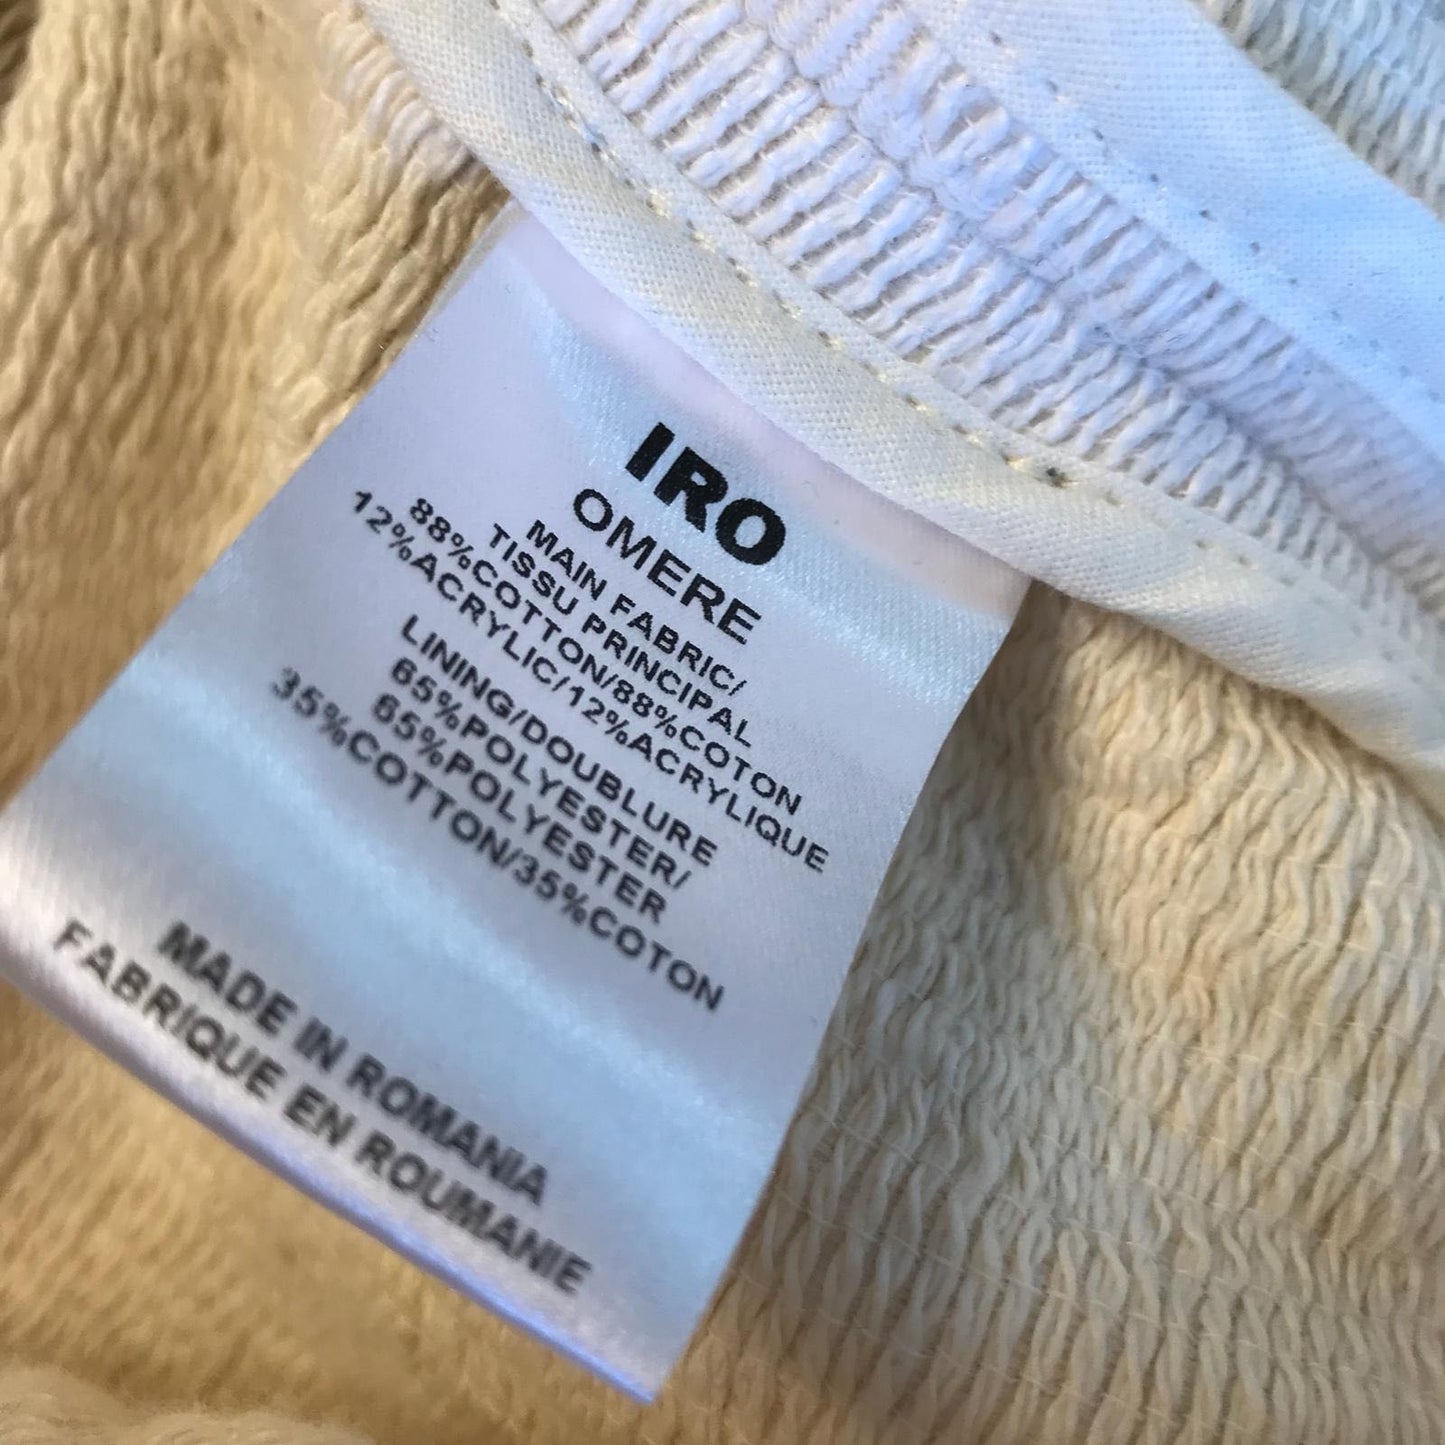 IRO
OMERE
MAIN FABRIC/
TISSU PRINCIPAL
88%COTTON/88%COTON
12%ACRYLIC/12%ACRYLIQUE
LINING/DOUBLURE
65%POLYESTER/
65%POLYESTER
35%COTTON/35%COTON
MADE IN ROMANIA
FABRIQUE EN ROUMANIE